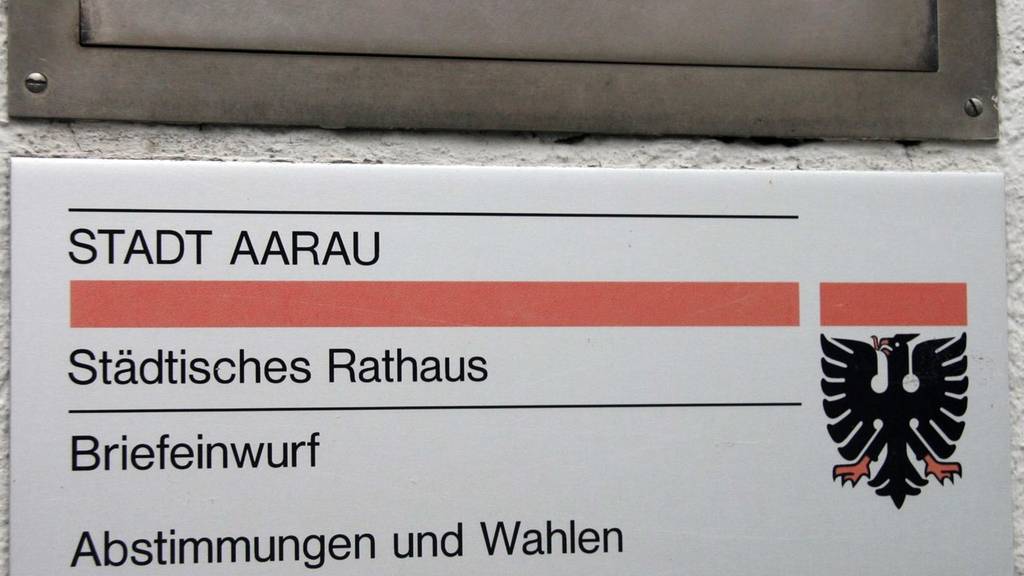 STADT AARAU
Städtisches Rathaus
Briefeinwurf
Abstimmungen und Wahlen